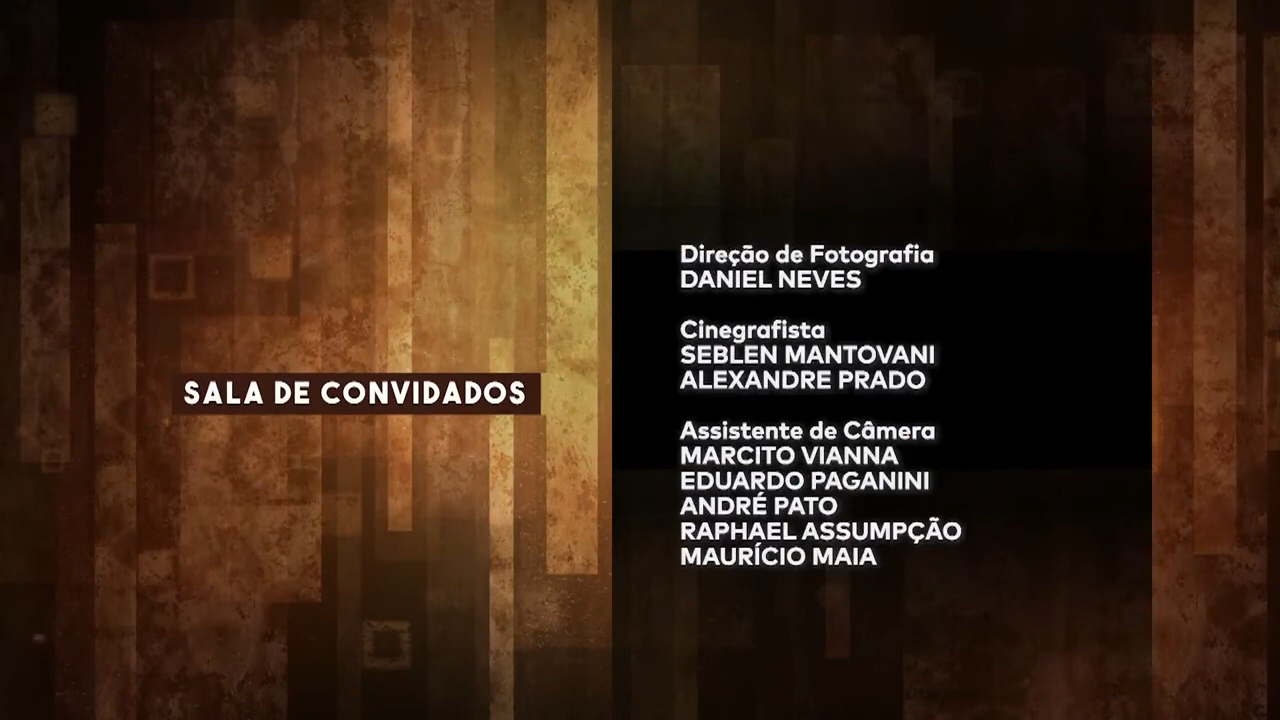 SALA DE CONVIDADOS
Direção de Fotografia
DANIEL NEVES
Cinegrafista
SEBLEN MANTOVANI
ALEXANDRE PRADO
Assistente de Câmera
MARCITO VIANNA
EDUARDO PAGANINI
ANDRÉ PATO
RAPHAEL ASSUMPÇÃO
MAURÍCIO MAIA